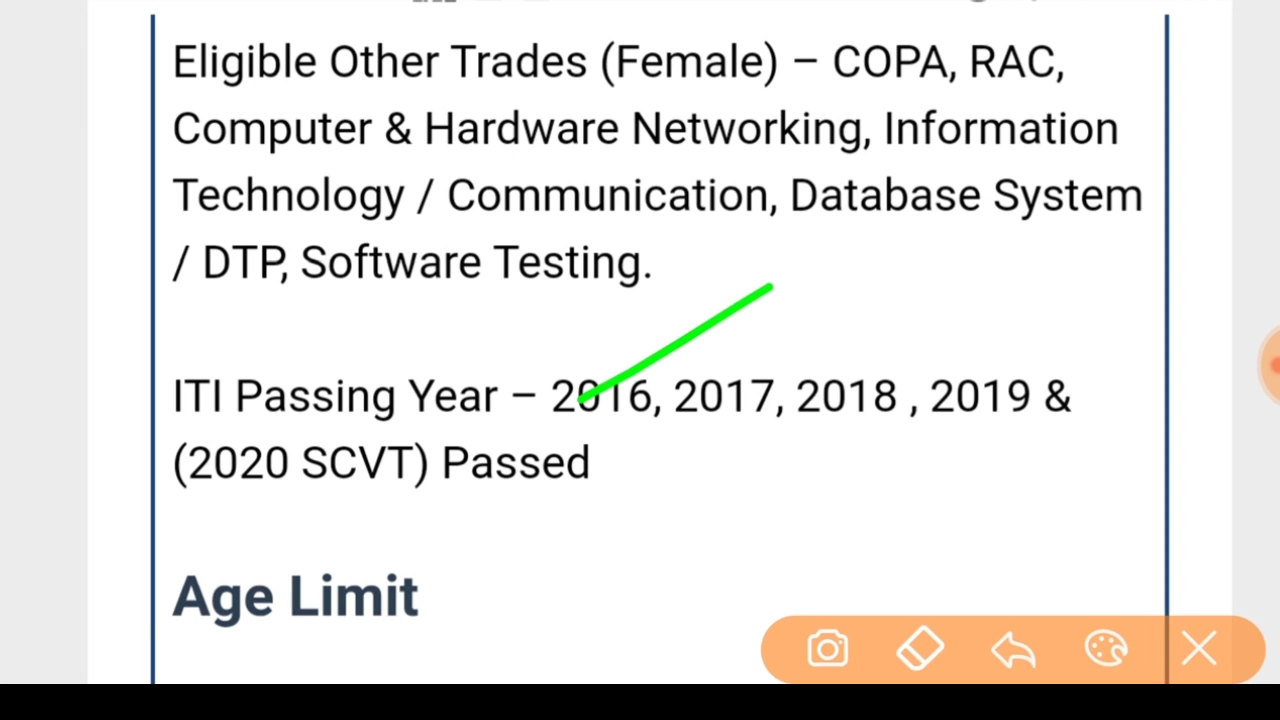 Eligible Other Trades (Female) – COPA, RAC,
Computer & Hardware Networking, Information
Technology / Communication, Database System
/ DTP, Software Testing.
ITI Passing Year – 2016, 2017, 2018 , 2019 &
(2020 SCVT) Passed
Age Limit